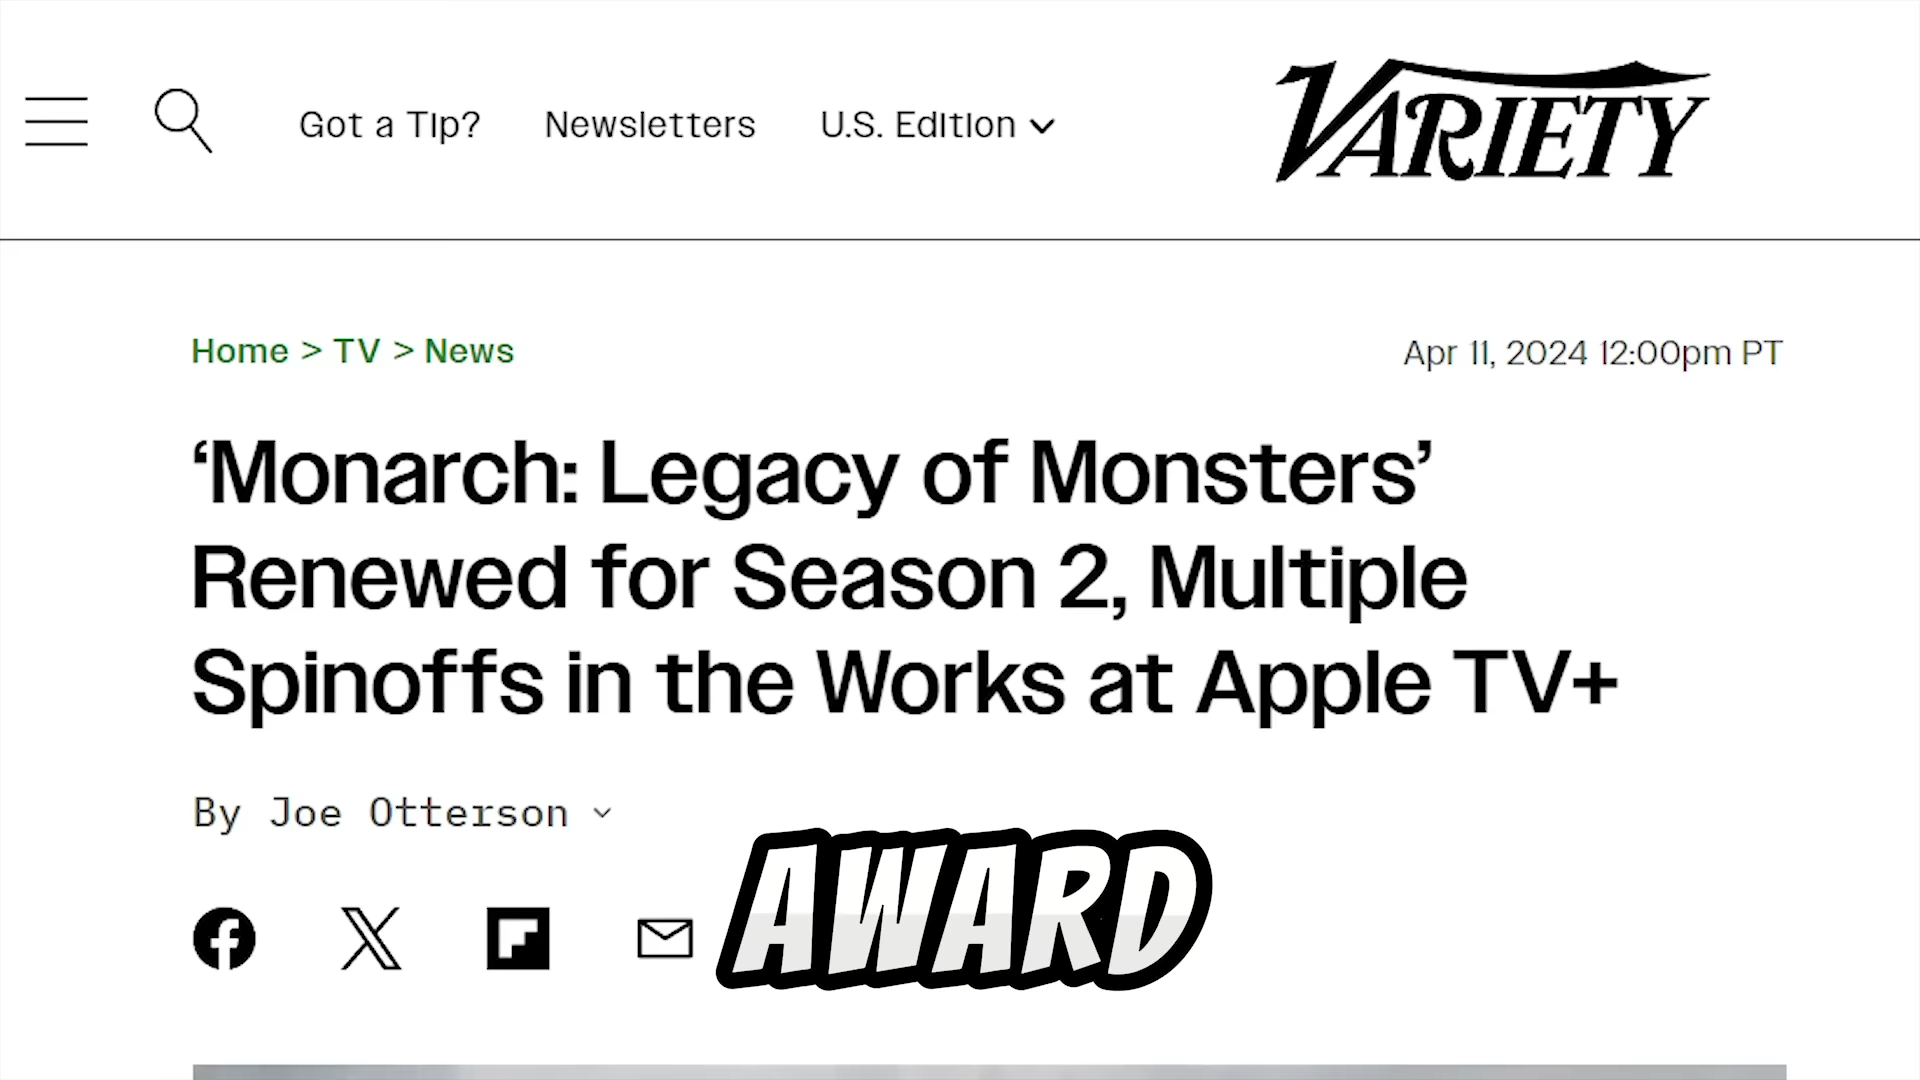 Got a Tip?
Newsletters
U.S. Edition
VARIETY
Home > TV > News
Apr 11, 2024 12:00pm PT
‘Monarch: Legacy of Monsters’
Renewed for Season 2, Multiple
Spinoffs in the Works at Apple TV+
By Joe Otterson
AWARD